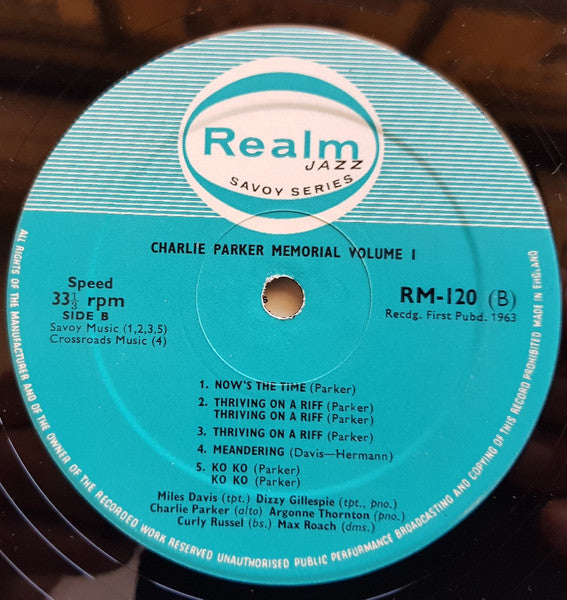 Realm
JAZZ
SAVOY SERIES
CHARLIE PARKER MEMORIAL VOLUME 1
Speed
33⅓ rpm
SIDE B
Savoy Music (1,2,3,5)
Crossroads Music (4)
RM-120 (B)
Recdg. First Pubd. 1963
1. NOW'S THE TIME (Parker)
2. THRIVING ON A RIFF (Parker)
THRIVING ON A RIFF (Parker)
3. THRIVING ON A RIFF (Parker)
4. MEANDERING (Davis—Hermann)
5. KO KO (Parker)
KO KO (Parker)
Miles Davis (tpt.) Dizzy Gillespie (tpt., pno.)
Charlie Parker (alto) Argonne Thornton (pno.)
Curly Russel (bs.) Max Roach (dms.)
ALL RIGHTS OF THE MANUFACTURER AND OF THE OWNER OF THE RECORDED WORK RESERVED UNAUTHORISED PUBLIC PERFORMANCE BROADCASTING AND COPYING OF THIS RECORD PROHIBITED MADE IN ENGLAND